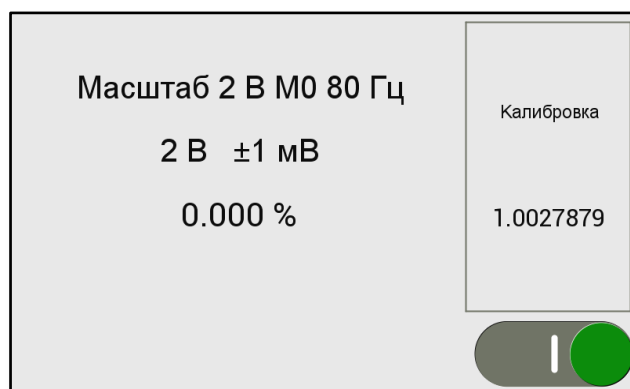 Масштаб 2 В М0 80 Гц
2 В ±1 мВ
0.000 %
Калибровка
1.0027879